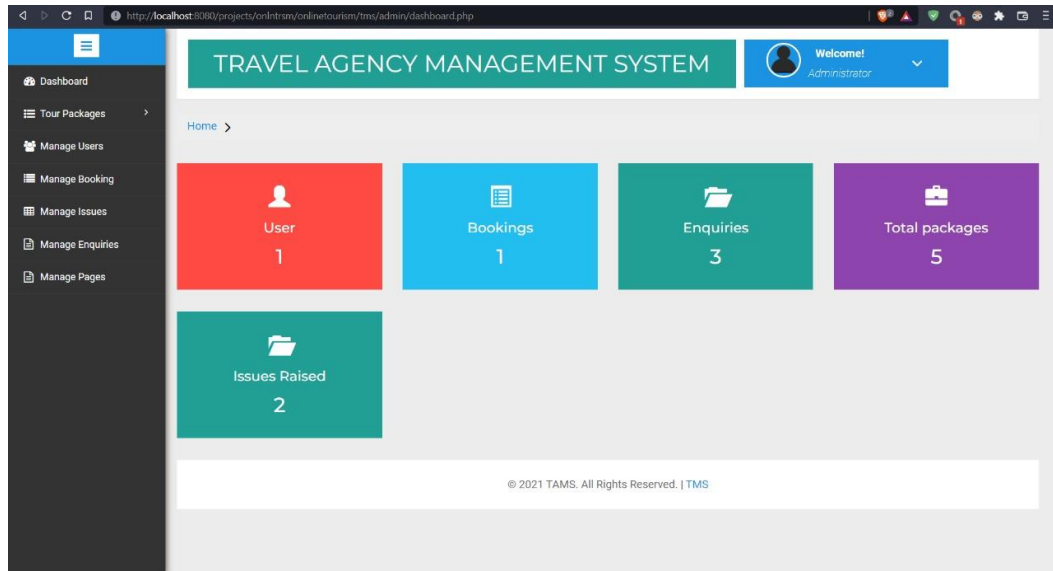 http://localhost:8080/projects/onlntrsm/onlinetourism/tms/admin/dashboard.php
TRAVEL AGENCY MANAGEMENT SYSTEM
Welcome!
Administrator
Dashboard
Tour Packages
Manage Users
Manage Booking
Manage Issues
Manage Enquiries
Manage Pages
Home
User
1
Bookings
1
Enquiries
3
Total packages
5
Issues Raised
2
© 2021 TAMS. All Rights Reserved. | TMS